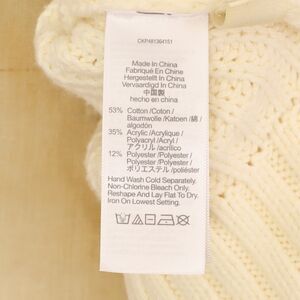 CKP481364151
Made In China
Fabriqué En Chine
Hergestellt In China
Vervaardigd In China
中国製
hecho en china
53% Cotton/Coton/
Baumwolle/Katoen/綿/
algodón
35% Acrylic/Acrylique/
Polyacryl/Acryl/
アクリル/acrílico
12% Polyester/Polyester/
Polyester/Polyester/
ポリエステル/poliéster
Hand Wash Cold Separately.
Non-Chlorine Bleach Only.
Reshape And Lay Flat To Dry.
Iron On Lowest Setting.